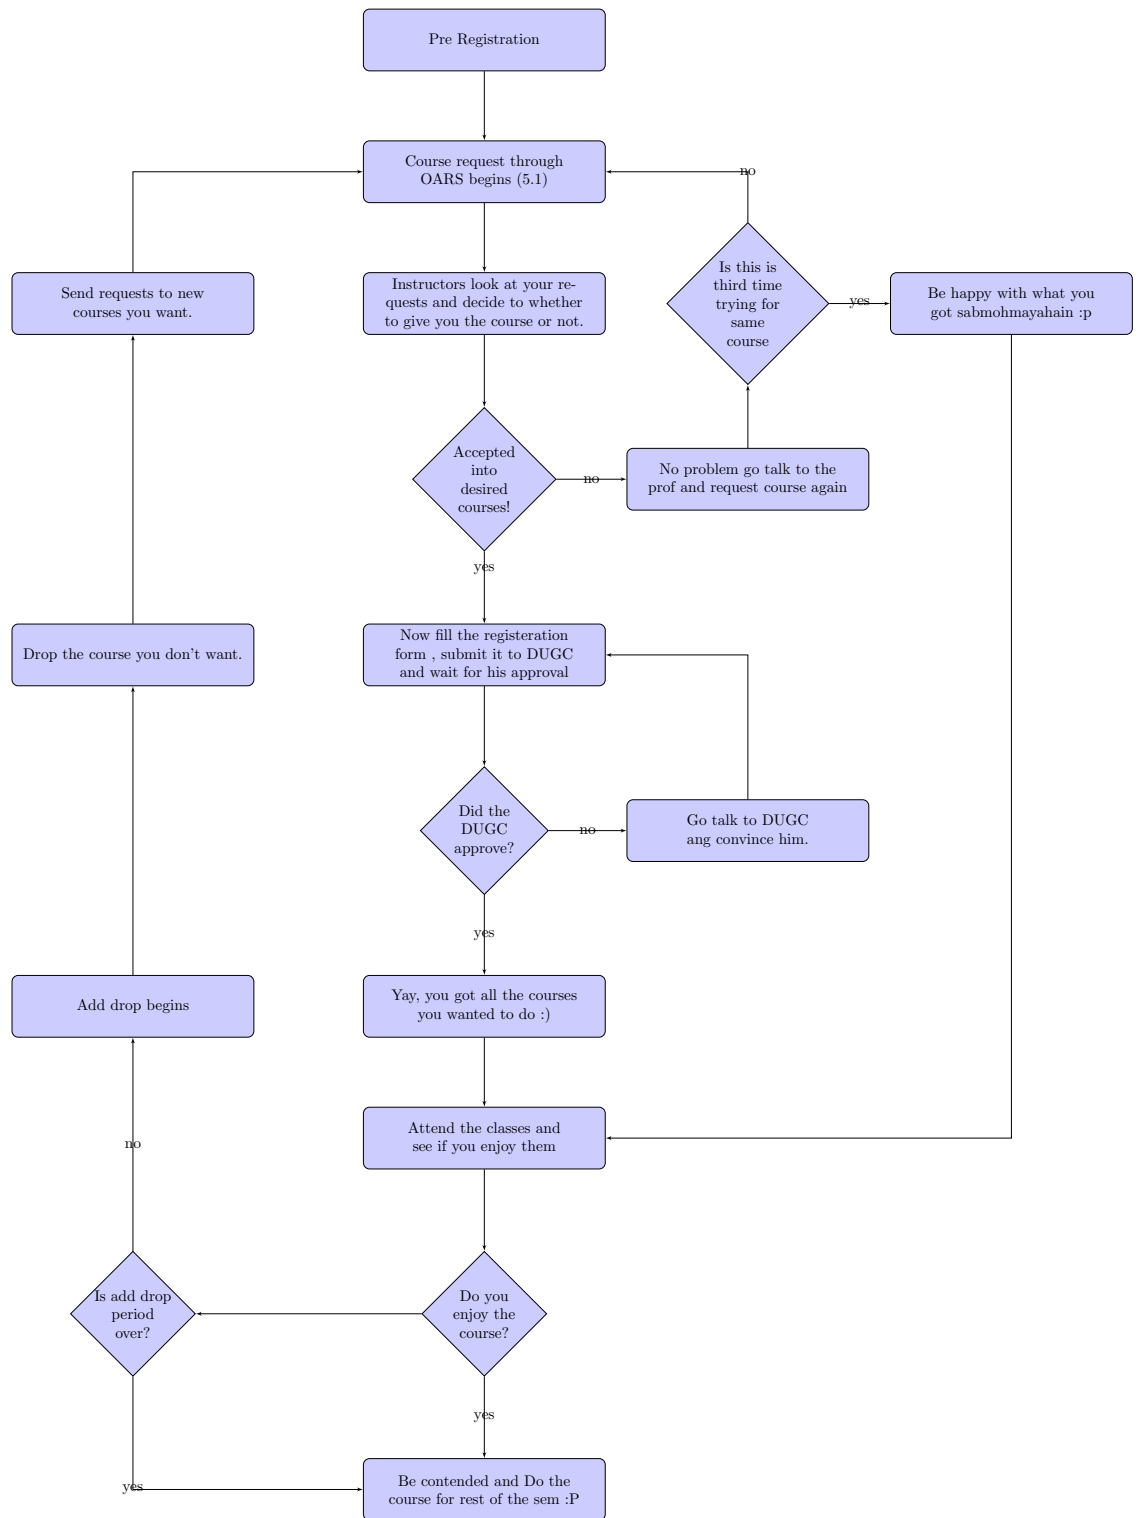 Pre Registration
Course request through
OARS begins (5.1)
no
Send requests to new
courses you want.
Instructors look at your re-
quests and decide to whether
to give you the course or not.
Is this is
third time
trying for
same
course
yes
Be happy with what you
got sabmohmayahain :p
Accepted
into
desired
courses!
no
No problem go talk to the
prof and request course again
yes
Drop the course you don't want.
Now fill the registeration
form , submit it to DUGC
and wait for his approval
Did the
DUGC
approve?
no
Go talk to DUGC
ang convince him.
yes
Add drop begins
Yay, you got all the courses
you wanted to do :)
Attend the classes and
see if you enjoy them
no
Is add drop
period
over?
Do you
enjoy the
course?
yes
yes
Be contended and Do the
course for rest of the sem :P